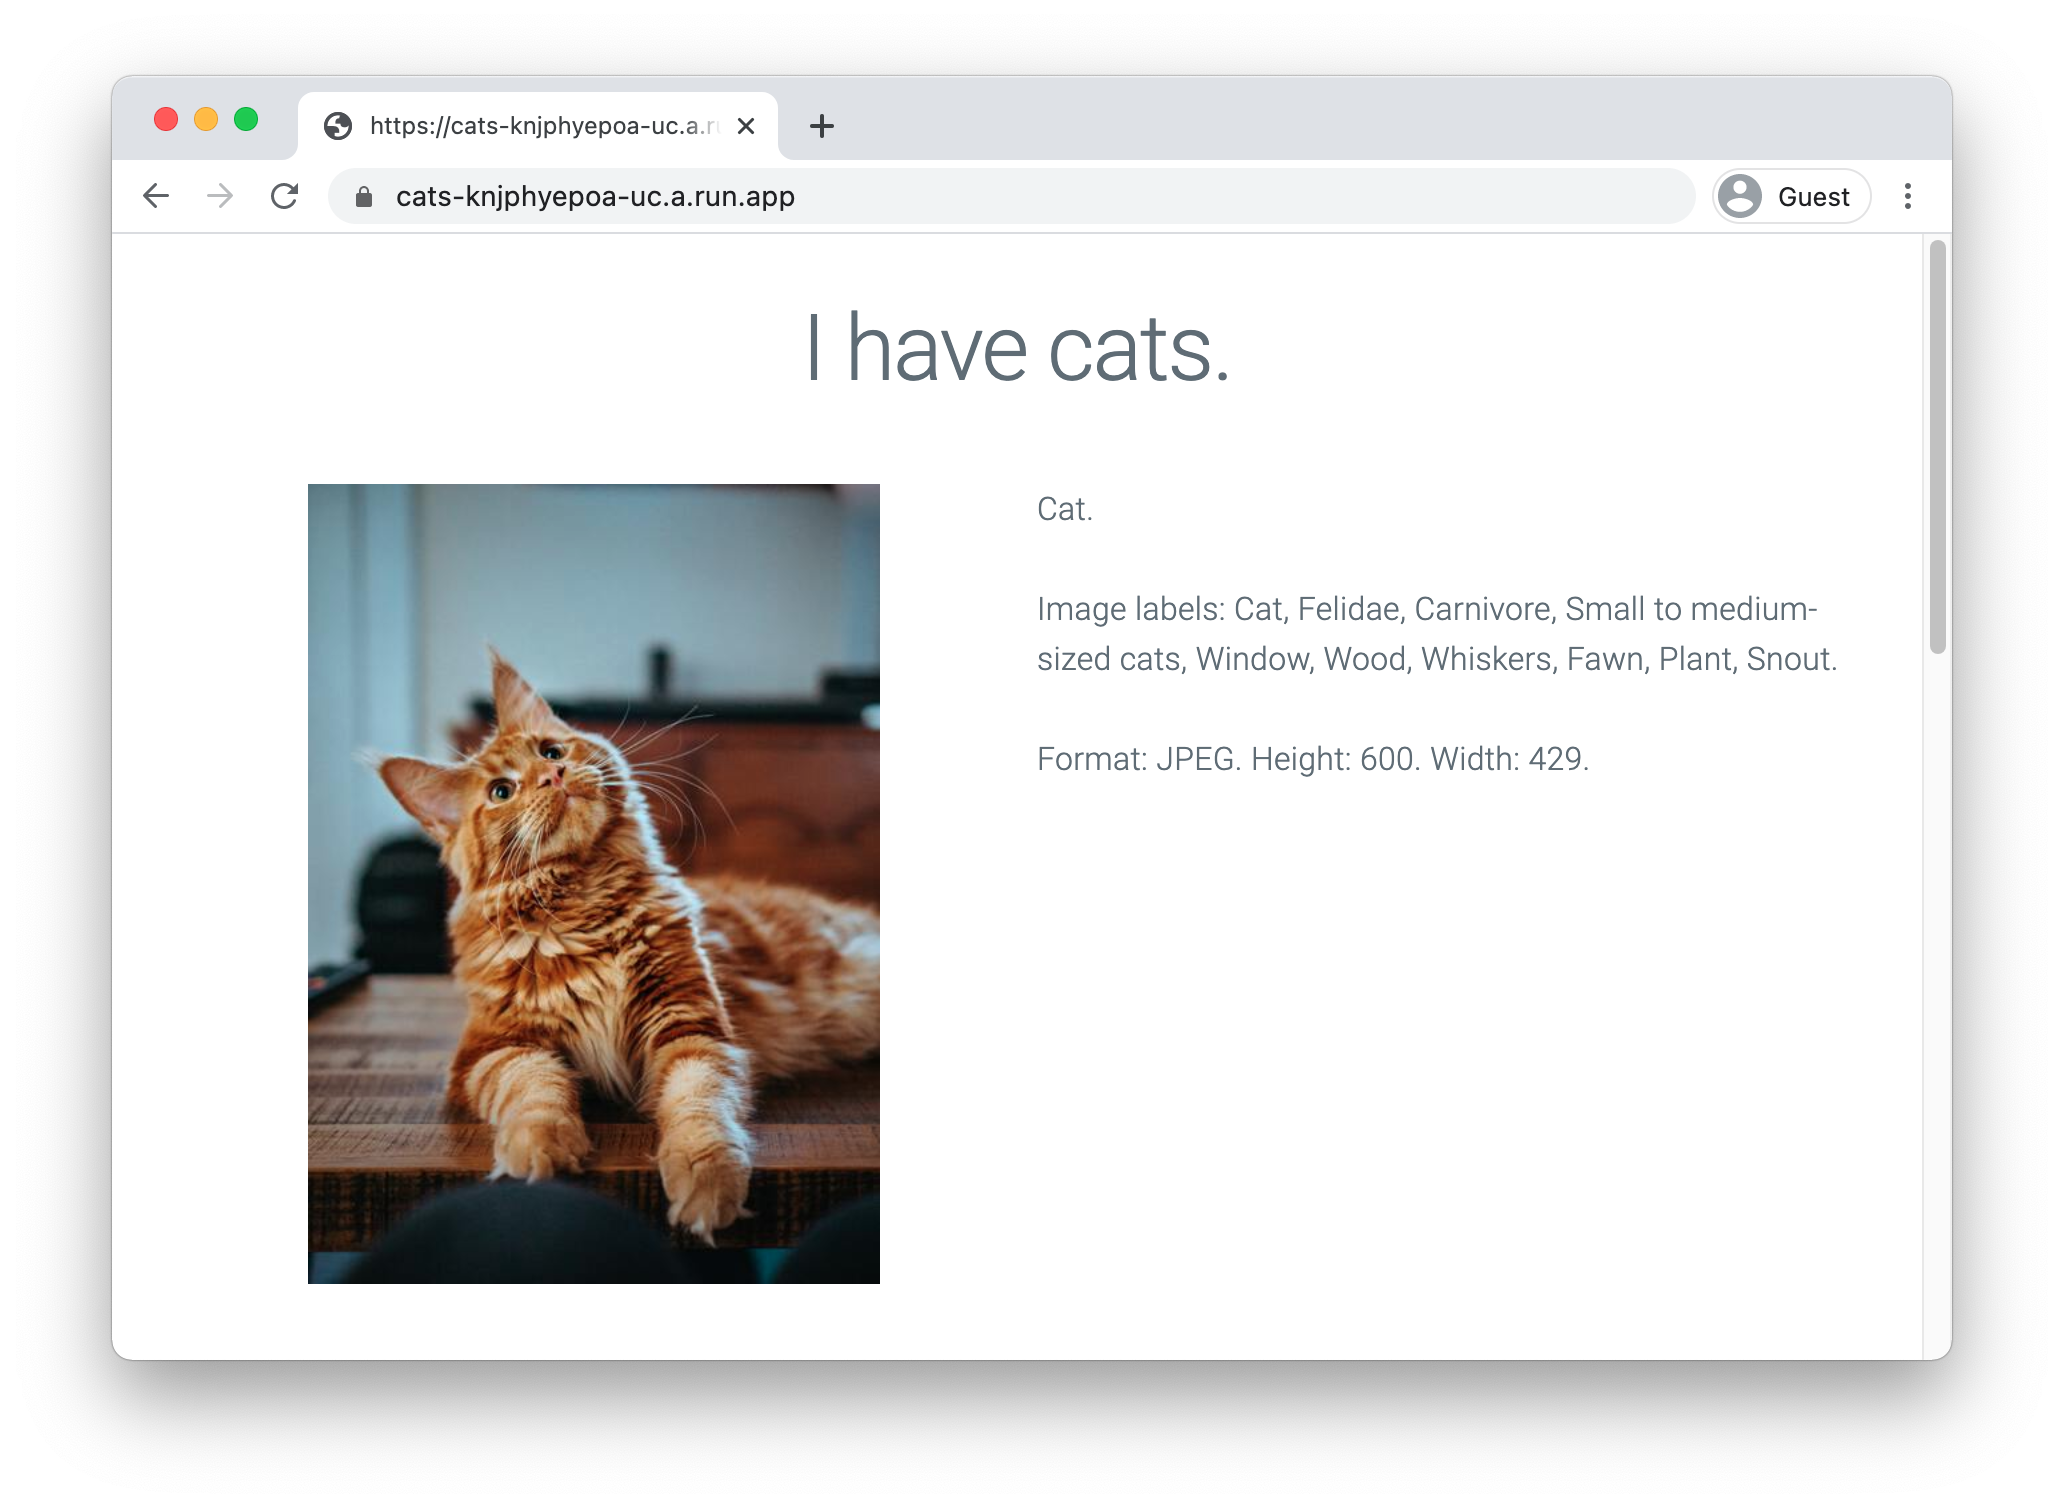 https://cats-knjphyepoa-uc.a.r
cats-knjphyepoa-uc.a.run.app
Guest
I have cats.
Cat.
Image labels: Cat, Felidae, Carnivore, Small to medium-
sized cats, Window, Wood, Whiskers, Fawn, Plant, Snout.
Format: JPEG. Height: 600. Width: 429.